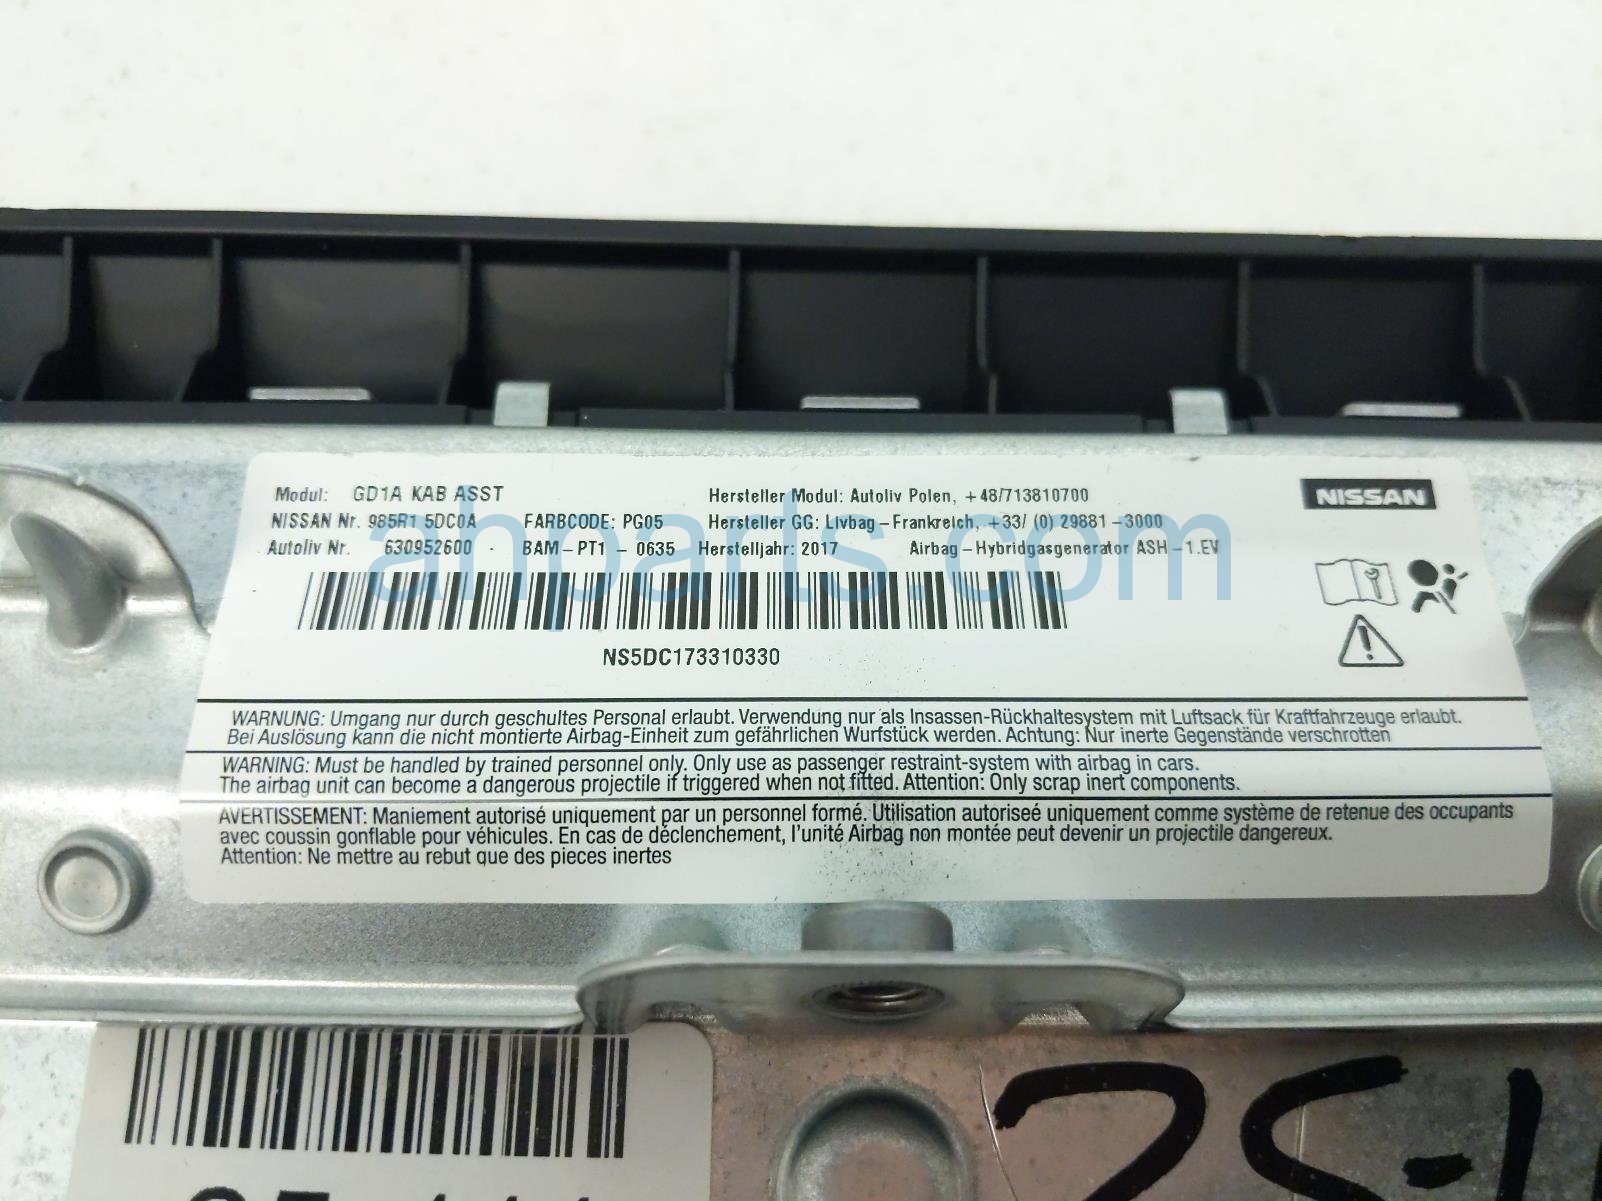 Modul: GD1A KAB ASST
Hersteller Modul: Autoliv Polen, +48/713810700
NISSAN
NISSAN Nr. 985R1 5DC0A FARBCODE: PG05 Hersteller GG: Livbag-Frankreich, +33/ (0) 29881-3000
Autoliv Nr. 630952600 - BAM-PT1 - 0635 Herstelljahr: 2017 Airbag-Hybridgasgenerator ASH-1.EV
ahparts.com
NS5DC173310330
WARNUNG: Umgang nur durch geschultes Personal erlaubt. Verwendung nur als Insassen-Rückhaltesystem mit Luftsack für Kraftfahrzeuge erlaubt.
Bei Auslösung kann die nicht montierte Airbag-Einheit zum gefährlichen Wurfstück werden. Achtung: Nur inerte Gegenstände verschrotten
WARNING: Must be handled by trained personnel only. Only use as passenger restraint-system with airbag in cars.
The airbag unit can become a dangerous projectile if triggered when not fitted. Attention: Only scrap inert components.
AVERTISSEMENT: Maniement autorisé uniquement par un personnel formé. Utilisation autoriseé uniquement comme système de retenue des occupants
avec coussin gonflable pour véhicules. En cas de déclenchement, l'unité Airbag non montée peut devenir un projectile dangereux.
Attention: Ne mettre au rebut que des pieces inertes